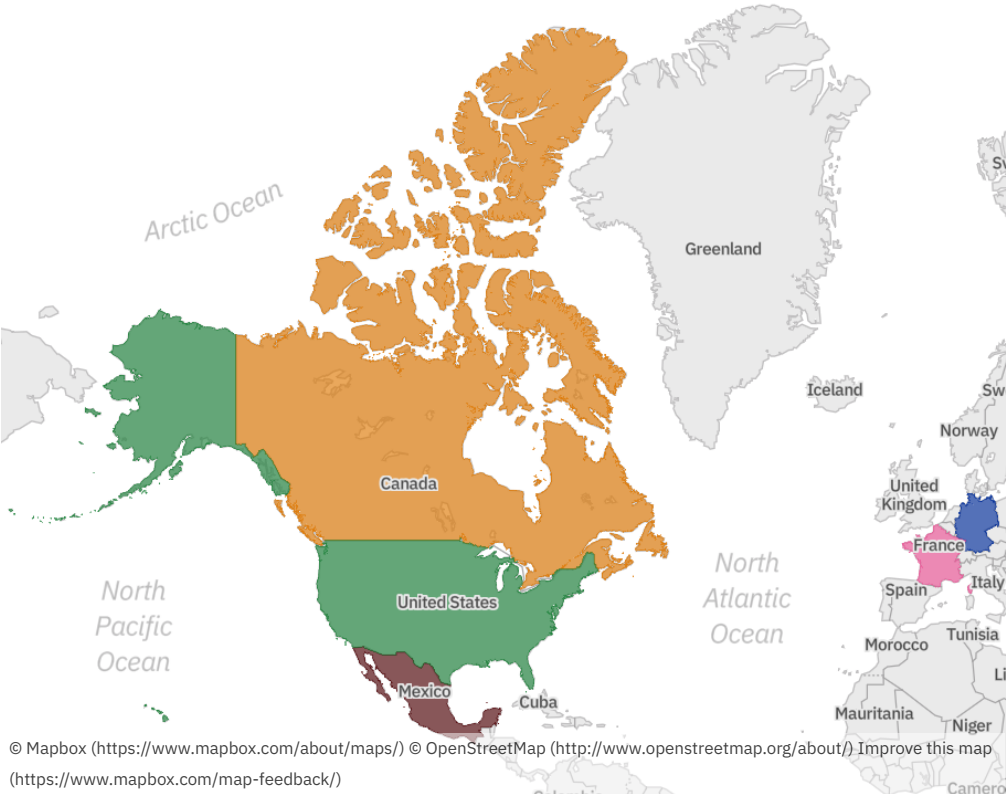 Arctic Ocean
Greenland
Iceland
Norway
United
Kingdom
Canada
France
North
Atlantic
Ocean
North
Pacific
Ocean
United States
Spain
Italy
Tunisia
Morocco
Mexico
Cuba
Mauritania
Niger
© Mapbox (https://www.mapbox.com/about/maps/) © OpenStreetMap (http://www.openstreetmap.org/about/) Improve this map
(https://www.mapbox.com/map-feedback/)